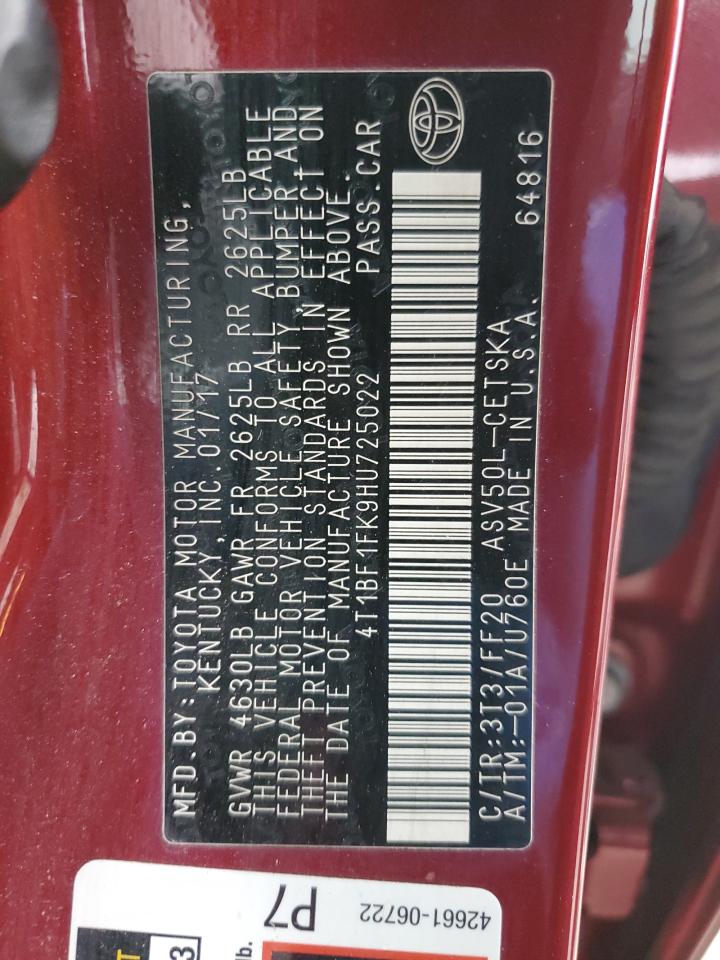 MFD.BY:TOYOTA MOTOR MANUFACTURING,
KENTUCKY, INC. 01/17
GVWR 4630LB GAWR FR 2625LB RR 2625LB
THIS VEHICLE CONFORMS TO ALL APPLICABLE
FEDERAL MOTOR VEHICLE SAFETY, BUMPER, AND
THEFT PREVENTION STANDARDS IN EFFECT ON
THE DATE OF MANUFACTURE SHOWN ABOVE.
4T1BF1FK9HU725022 PASS.CAR
C/TR:3T3/FF20 ASV50L-CETSKA 64816
A/TM:-01A/U760E MADE IN U.S.A.
P7
42661-06722
3
lb.